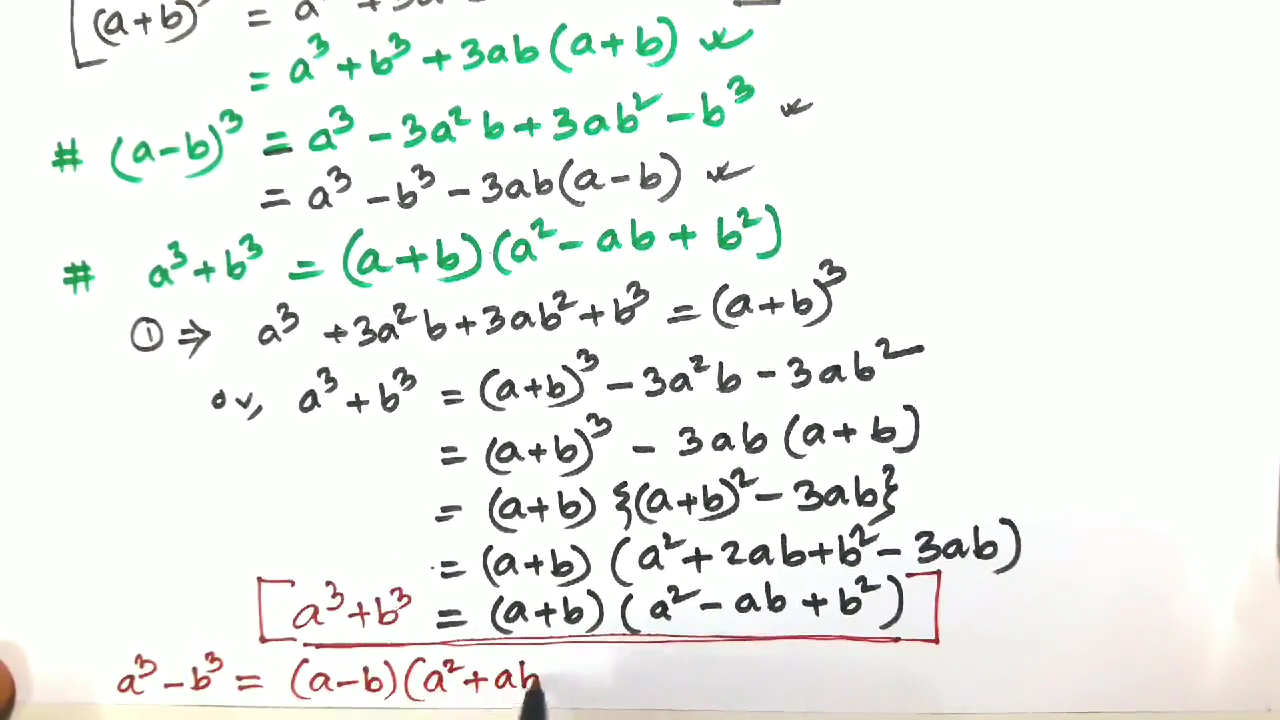 (a+b) = a
= a³ + b³ + 3ab (a+b)
# (a-b)³ = a³ - 3a²b + 3ab² - b³
= a³ - b³ - 3ab(a-b)
# a³+b³ = (a+b)(a² - ab + b²)
① ⇒ a³ + 3a²b + 3ab² + b³ = (a+b)³
or, a³+b³ = (a+b)³ - 3a²b - 3ab²
= (a+b)³ - 3ab (a+b)
= (a+b) {(a+b)² - 3ab}
= (a+b) (a² + 2ab + b² - 3ab)
a³+b³ = (a+b) (a² - ab + b²)
a³ - b³ = (a-b)(a² + ab